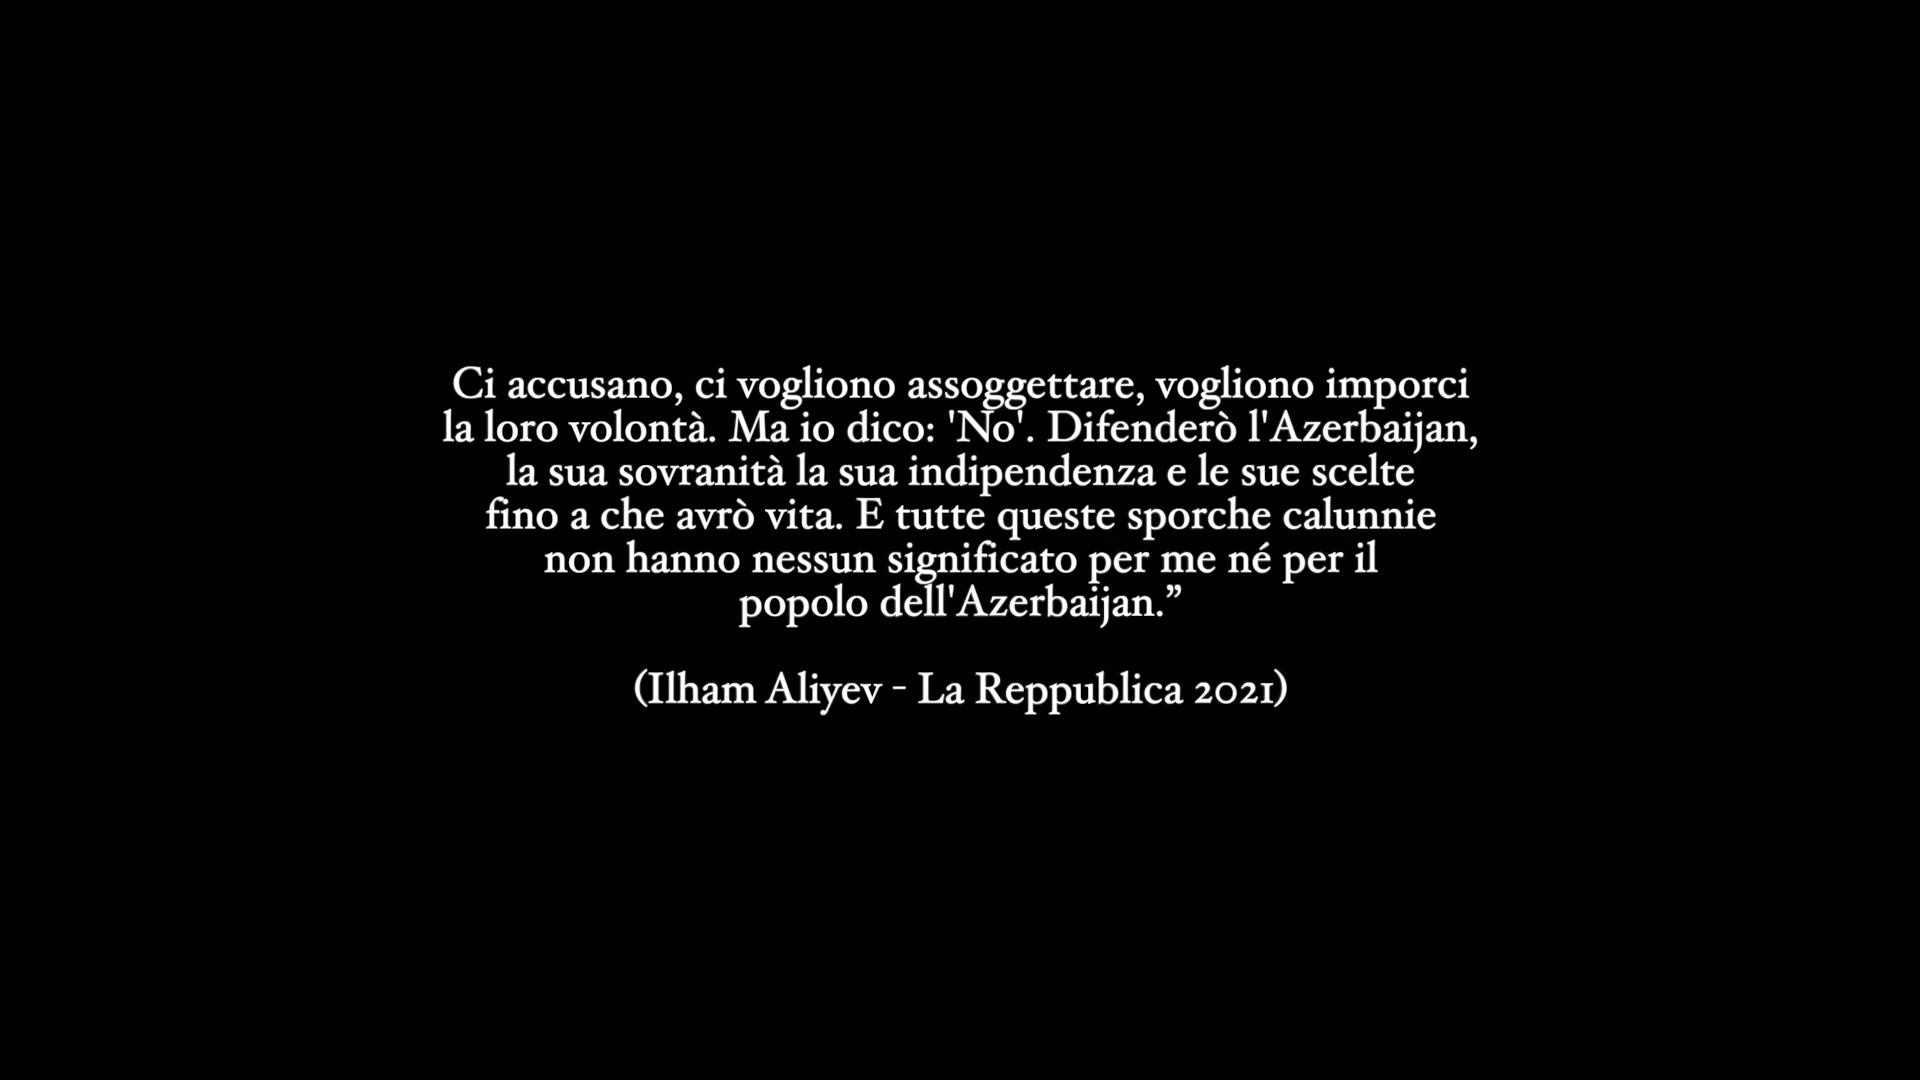 Ci accusano, ci vogliono assoggettare, vogliono imporci
la loro volontà. Ma io dico: 'No'. Difenderò l'Azerbaijan,
la sua sovranità la sua indipendenza e le sue scelte
fino a che avrò vita. E tutte queste sporche calunnie
non hanno nessun significato per me né per il
popolo dell'Azerbaijan.”
(Ilham Aliyev - La Reppublica 2021)